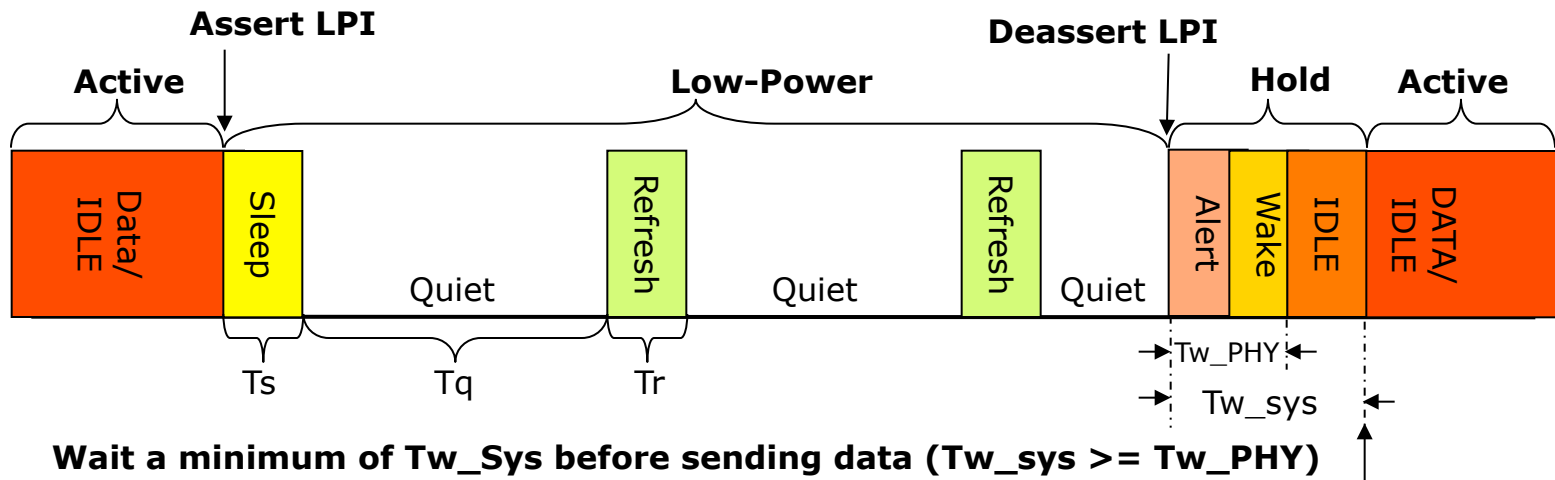 Assert LPI
Deassert LPI
Active
Low-Power
Hold
Active
Data/
IDLE
Sleep
Quiet
Refresh
Quiet
Refresh
Quiet
Alert
Wake
IDLE
DATA/
IDLE
Ts
Tq
Tr
Tw_PHY
Tw_sys
Wait a minimum of Tw_Sys before sending data (Tw_sys >= Tw_PHY)